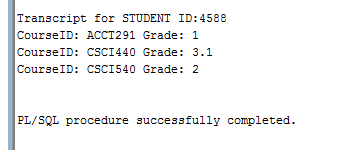 Transcript for STUDENT ID:4588
CourseID: ACCT291 Grade: 1
CourseID: CSCI440 Grade: 3.1
CourseID: CSCI540 Grade: 2
PL/SQL procedure successfully completed.